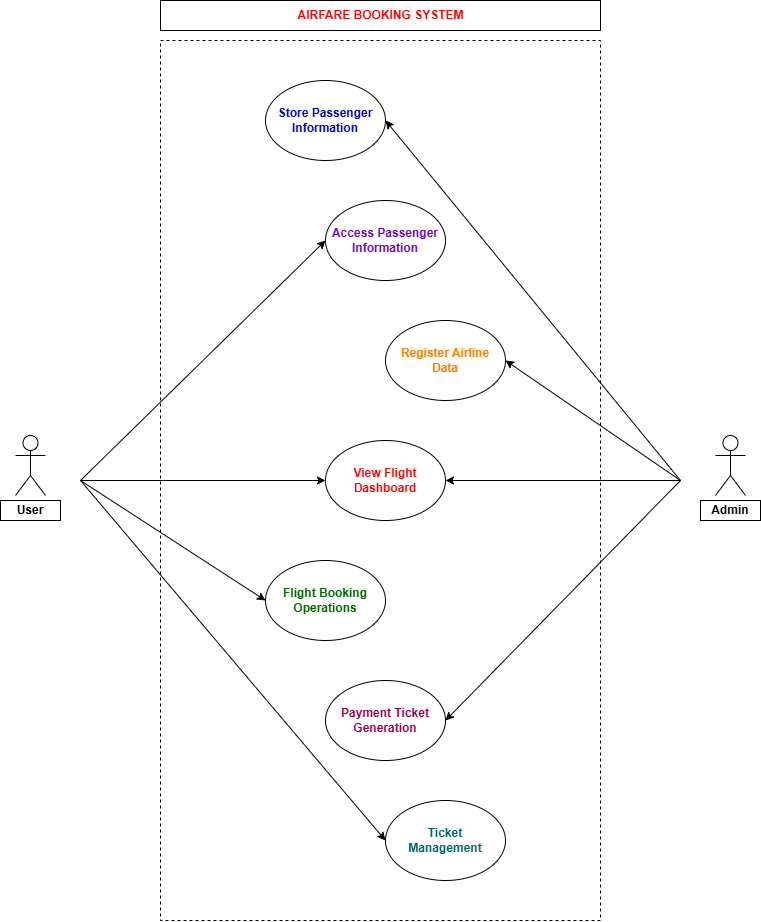 AIRFARE BOOKING SYSTEM
Store Passenger
Information
Access Passenger
Information
Register Airline
Data
View Flight
Dashboard
User
Admin
Flight Booking
Operations
Payment Ticket
Generation
Ticket
Management